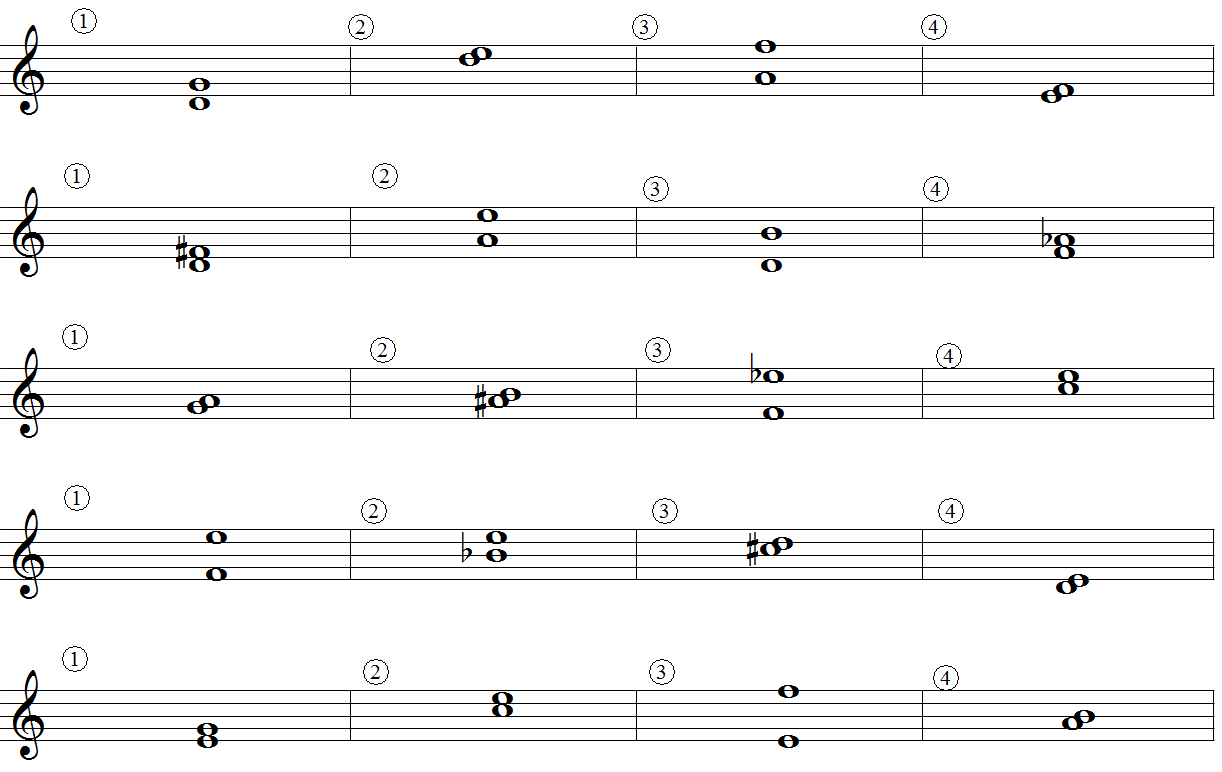 ① ② ③ ④
① ② ③ ④
① ② ③ ④
① ② ③ ④
① ② ③ ④